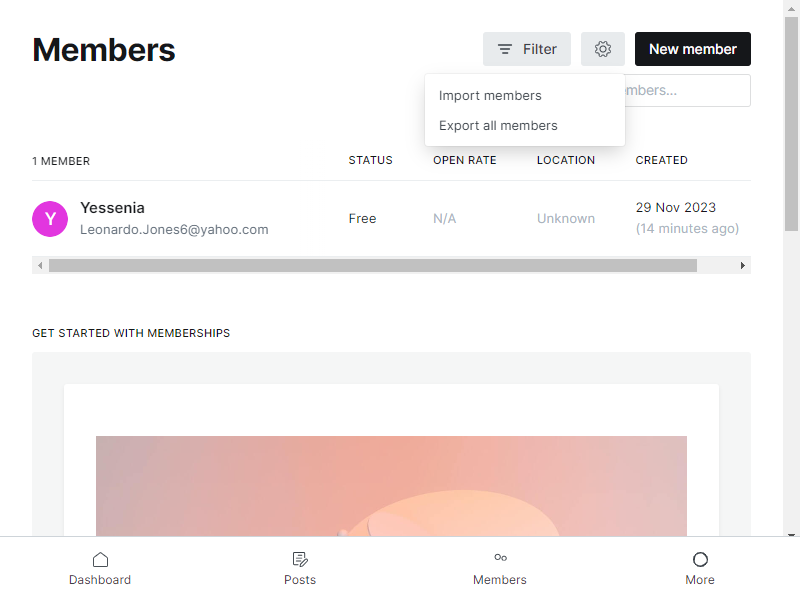 Members
Filter
New member
Import members
Export all members
mbers...
1 MEMBER
STATUS
OPEN RATE
LOCATION
CREATED
Y
Yessenia
Leonardo.Jones6@yahoo.com
Free
N/A
Unknown
29 Nov 2023
(14 minutes ago)
GET STARTED WITH MEMBERSHIPS
Dashboard
Posts
Members
More